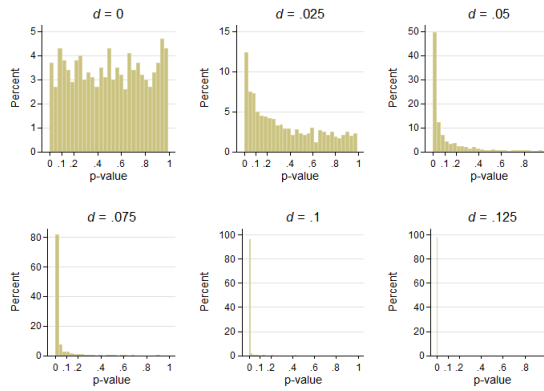 d = 0
d = .025
d = .05
5
4
3
2
1
0
Percent
0 .1 .2 .4 .6 .8 1
p-value
15
10
5
0
Percent
0 .1 .2 .4 .6 .8 1
p-value
50
40
30
20
10
0
Percent
0 .1 .2 .4 .6 .8
p-value
d = .075
d = .1
d = .125
80
60
40
20
0
Percent
0 .1 .2 .4 .6 .8 1
p-value
100
80
60
40
20
0
Percent
0 .1 .2 .4 .6 .8 1
p-value
100
80
60
40
20
0
Percent
0 .1 .2 .4 .6 .8 1
p-value